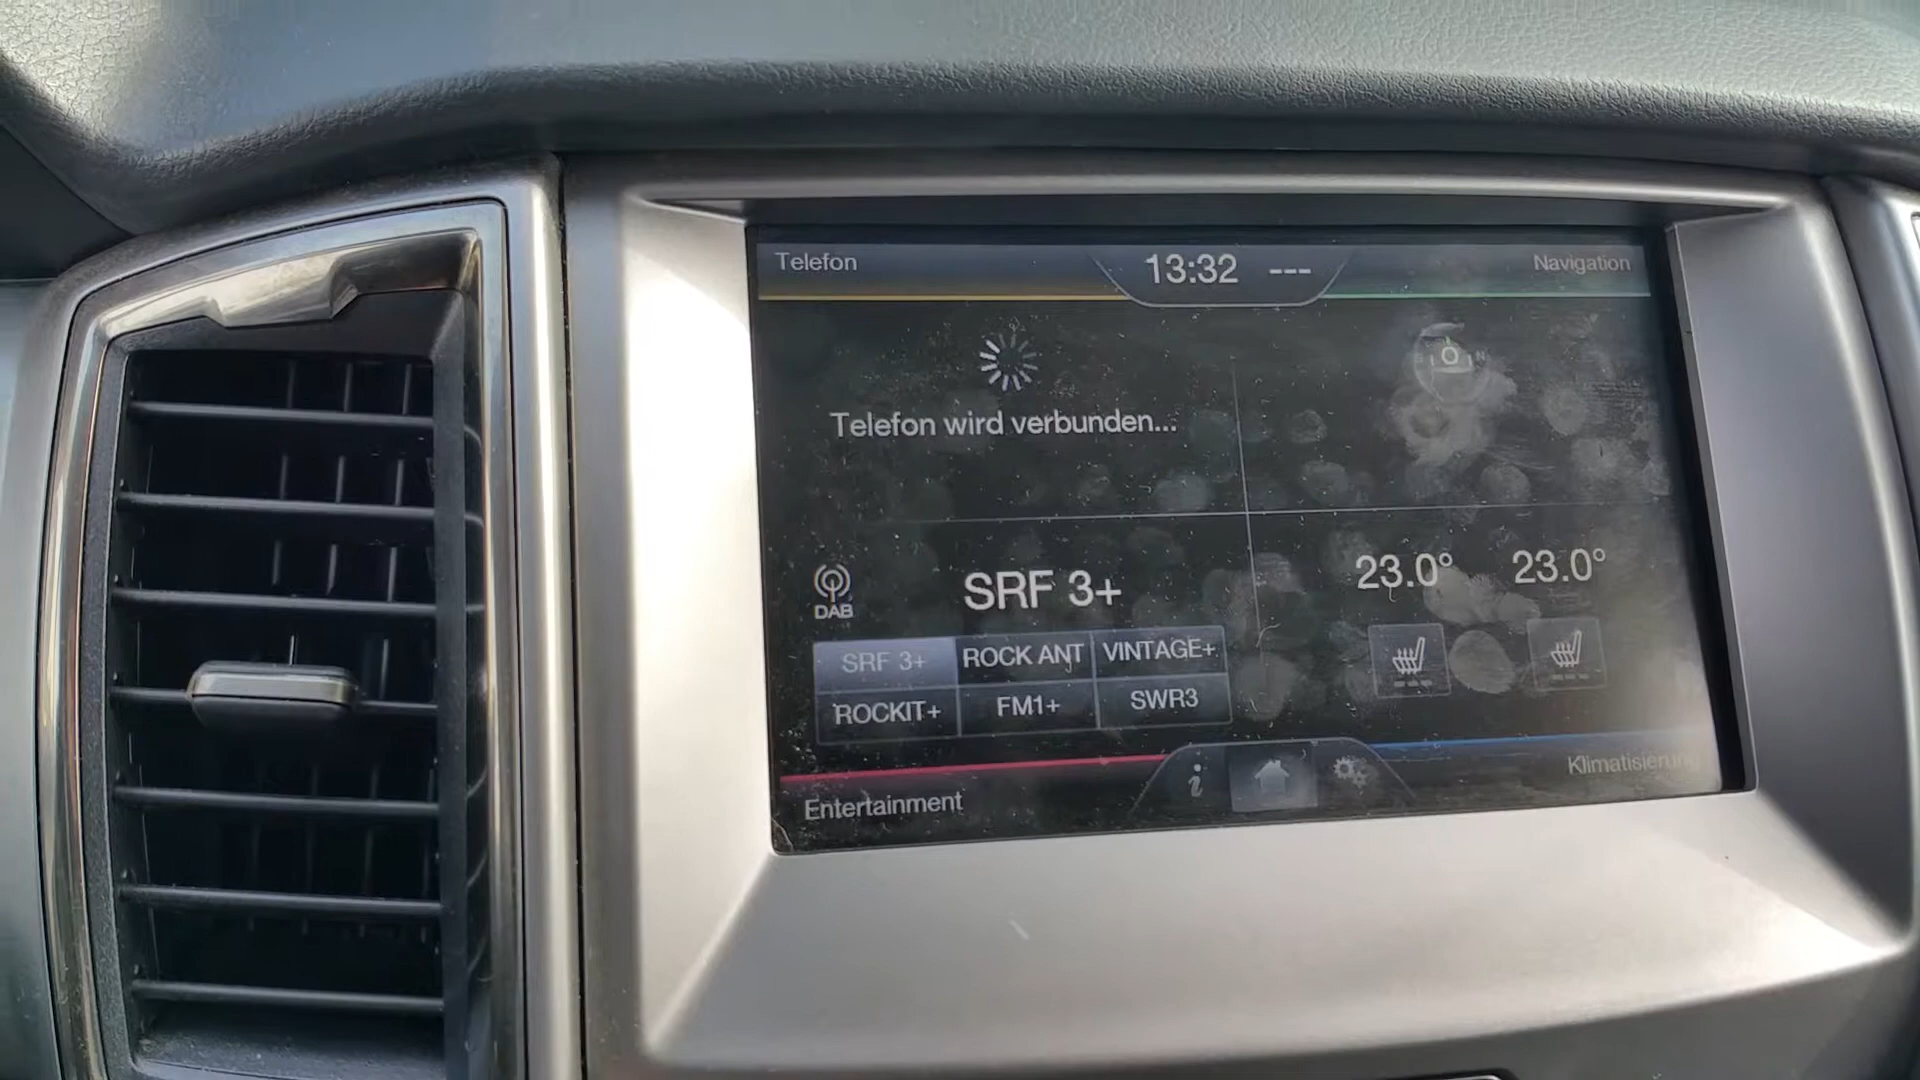 Telefon
13:32 ---
Navigation
Telefon wird verbunden...
DAB
SRF 3+
23.0° 23.0°
SRF 3+ ROCK ANT VINTAGE+
ROCKIT+ FM1+ SWR3
Entertainment
i
Klimatisierung